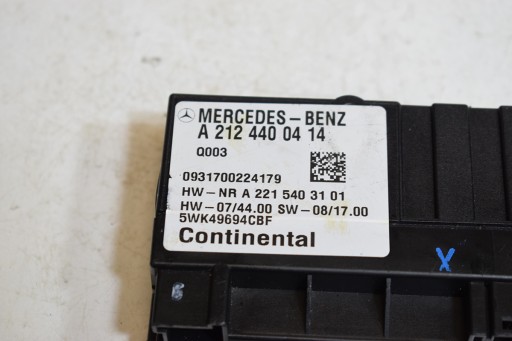 MERCEDES-BENZ
A 212 440 04 14
Q003
0931700224179
HW-NR A 221 540 31 01
HW-07/44.00 SW-08/17.00
5WK49694CBF
Continental
X
6